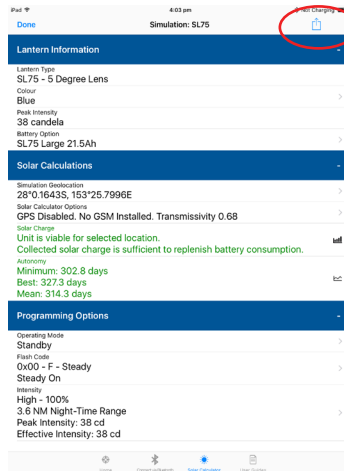 iPad
4:03 pm
Not Charging
Done
Simulation: SL75
Lantern Information
-
Lantern Type
SL75 - 5 Degree Lens
Colour
Blue
Peak Intensity
38 candela
Battery Option
SL75 Large 21.5Ah
Solar Calculations
-
Simulation Geolocation
28°0.1643S, 153°25.7996E
Solar Calculator Options
GPS Disabled. No GSM Installed. Transmissivity 0.68
Solar Charge
Unit is viable for selected location.
Collected solar charge is sufficient to replenish battery consumption.
Autonomy
Minimum: 302.8 days
Best: 327.3 days
Mean: 314.3 days
Programming Options
-
Operating Mode
Standby
Flash Code
0x00 - F - Steady
Steady On
Intensity
High - 100%
3.6 NM Night-Time Range
Peak Intensity: 38 cd
Effective Intensity: 38 cd
Solar Calculator
User Guides